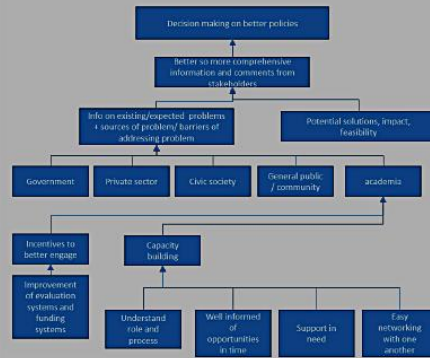 Decision making on better policies
Better so more comprehensive
information and comments from
stakeholders
Info on existing/expected problems
+ sources of problem/ barriers of
addressing problem
Potential solutions, impact,
feasibility
Government
Private sector
Civic society
General public
/ community
academia
Incentives to
better engage
Capacity
building
Improvement
of evaluation
systems and
funding
systems
Understand
role and
process
Well informed
of
opportunities
in time
Support in
need
Easy
networking
with one
another